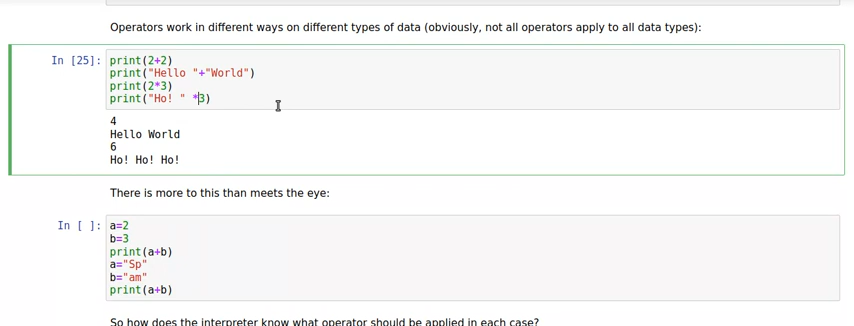 Operators work in different ways on different types of data (obviously, not all operators apply to all data types):
In [25]: print(2+2)
print("Hello "+"World")
print(2*3)
print("Ho! " *3)
4
Hello World
6
Ho! Ho! Ho!
There is more to this than meets the eye:
In [ ]: a=2
b=3
print(a+b)
a="Sp"
b="am"
print(a+b)
So how does the interpreter know what operator should be applied in each case?